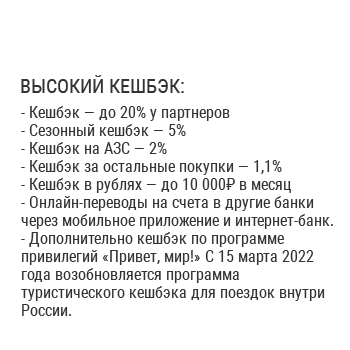 ВЫСОКИЙ КЕШБЭК:
- Кешбэк — до 20% у партнеров
- Сезонный кешбэк — 5%
- Кешбэк на АЗС — 2%
- Кешбэк за остальные покупки — 1,1%
- Кешбэк в рублях — до 10 000₽ в месяц
- Онлайн-переводы на счета в другие банки
через мобильное приложение и интернет-банк.
- Дополнительно кешбэк по программе
привилегий «Привет, мир!» С 15 марта 2022
года возобновляется программа
туристического кешбэка для поездок внутри
России.